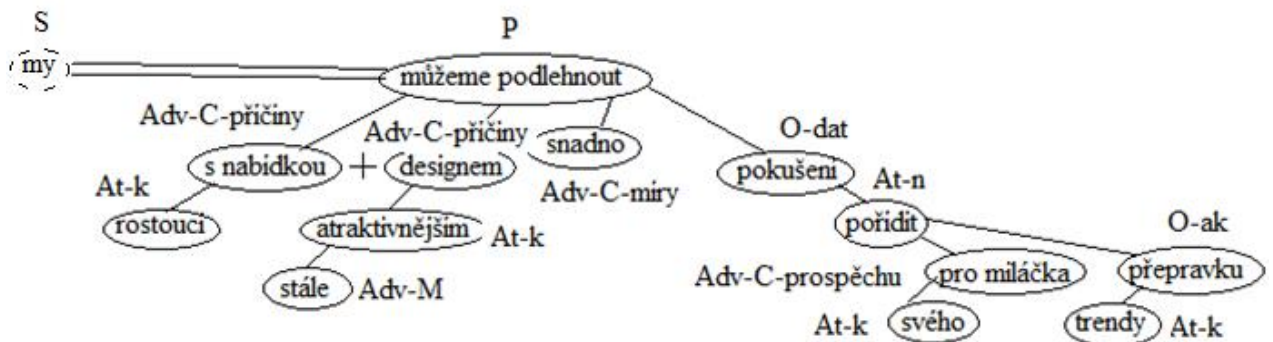 S
P
my
můžeme podlehnout
Adv-C-příčiny
Adv-C-příčiny
snadno
O-dat
s nabídkou + designem
pokušení
At-k
Adv-C-míry
At-n
rostoucí
atraktivnějším
At-k
pořídit
O-ak
Adv-C-prospěchu
pro miláčka
přepravku
stále
Adv-M
At-k
svého
trendy
At-k